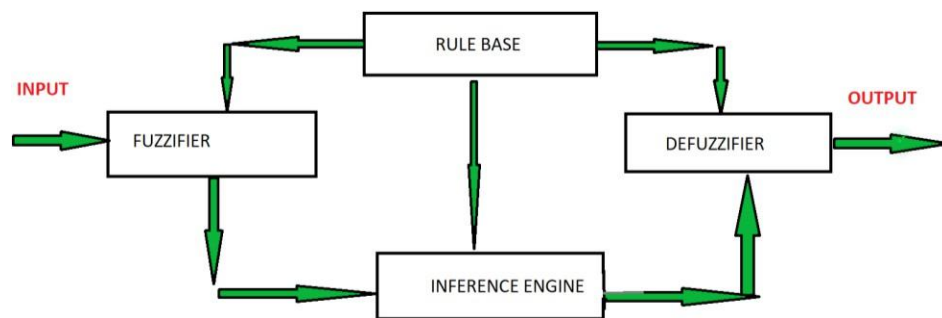 RULE BASE
INPUT
FUZZIFIER
OUTPUT
DEFUZZIFIER
INFERENCE ENGINE